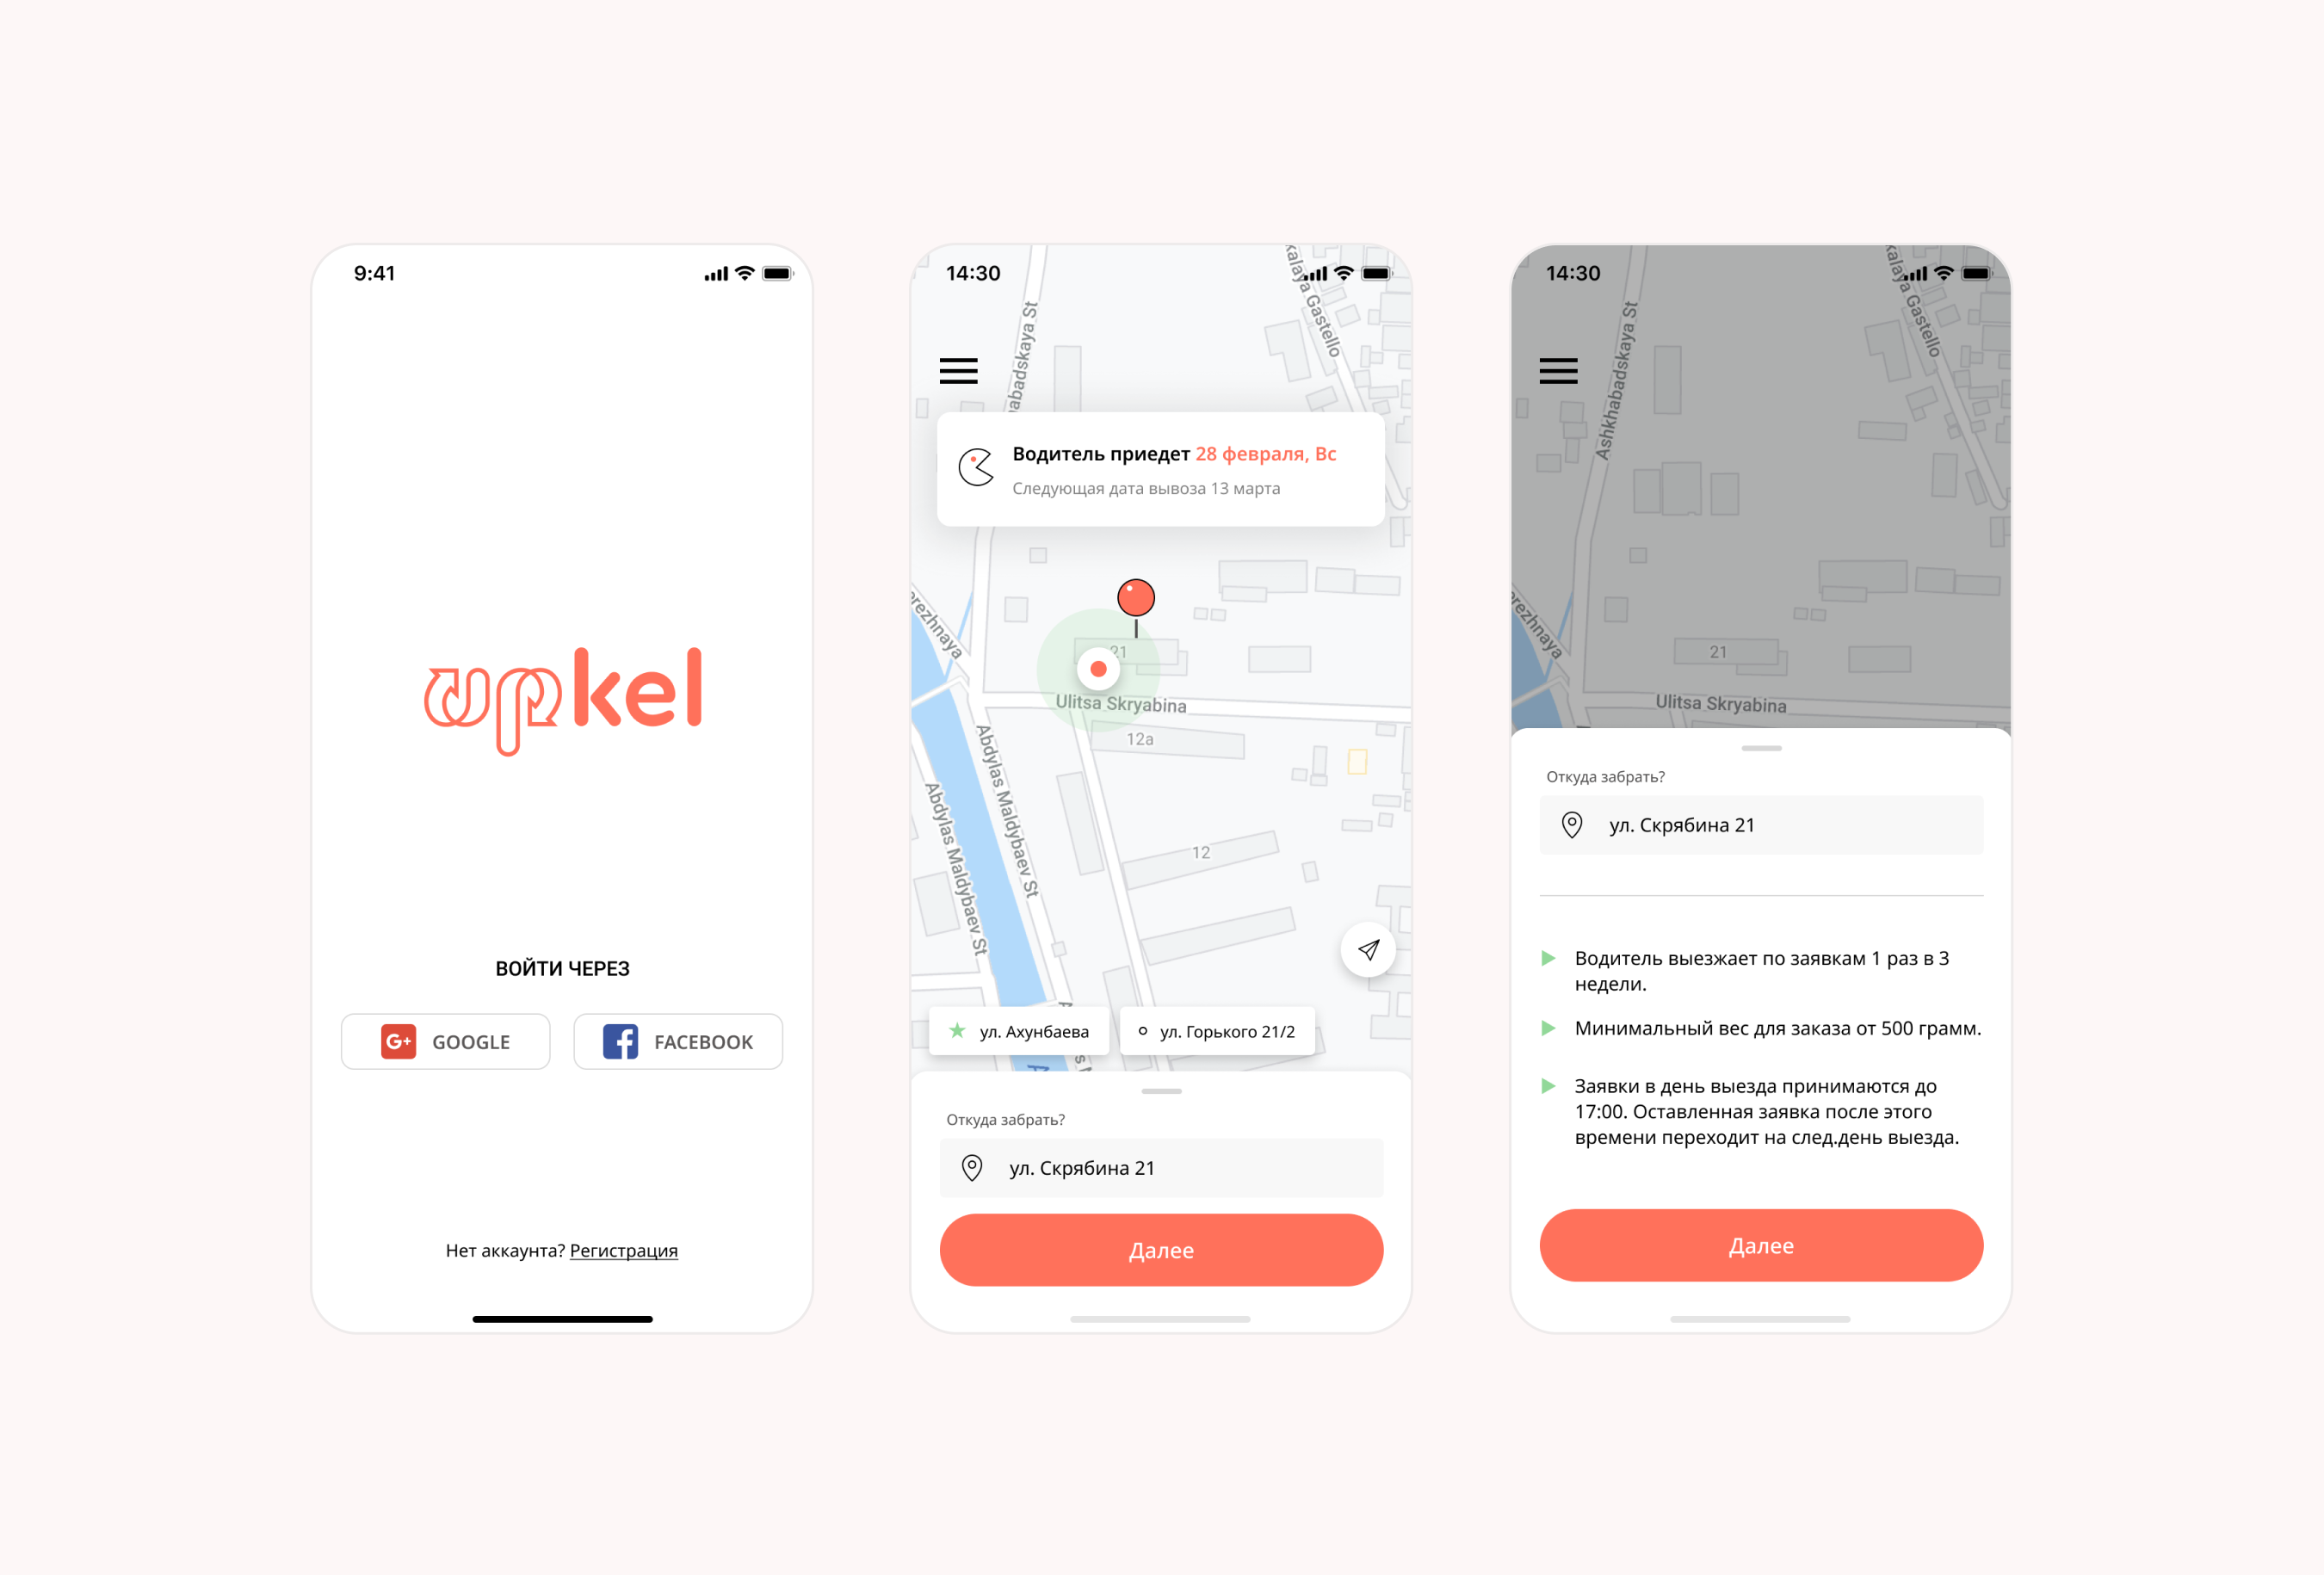 9:41
upkel
ВОЙТИ ЧЕРЕЗ
G+ GOOGLE
FACEBOOK
Нет аккаунта? Регистрация
14:30
kalaya Gastello
abadskaya St
Водитель приедет 28 февраля, Вс
Следующая дата вывоза 13 марта
erezhnaya
21
Ulitsa Skryabina
12a
Abdylas Maldybaev St
Abdylas Maldybaev St
12
ул. Ахунбаева
ул. Горького 21/2
Откуда забрать?
ул. Скрябина 21
Далее
14:30
kalaya Gastello
Ashkhabadskaya St
erezhnaya
21
Ulitsa Skryabina
Откуда забрать?
ул. Скрябина 21
Водитель выезжает по заявкам 1 раз в 3
недели.
Минимальный вес для заказа от 500 грамм.
Заявки в день выезда принимаются до
17:00. Оставленная заявка после этого
времени переходит на след.день выезда.
Далее